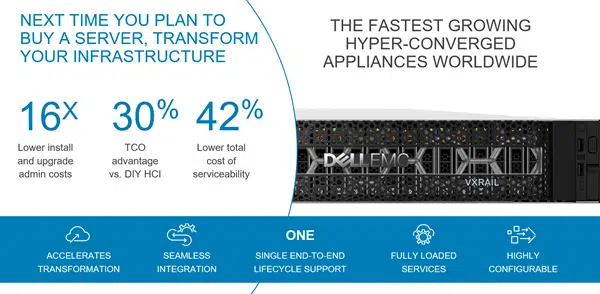 NEXT TIME YOU PLAN TO
BUY A SERVER, TRANSFORM
YOUR INFRASTRUCTURE
16X
Lower install
and upgrade
admin costs
30%
TCO
advantage
vs. DIY HCI
42%
Lower total
cost of
serviceability
THE FASTEST GROWING
HYPER-CONVERGED
APPLIANCES WORLDWIDE
DELLEMC
VXRAIL
ACCELERATES
TRANSFORMATION
SEAMLESS
INTEGRATION
ONE
SINGLE END-TO-END
LIFECYCLE SUPPORT
FULLY LOADED
SERVICES
HIGHLY
CONFIGURABLE